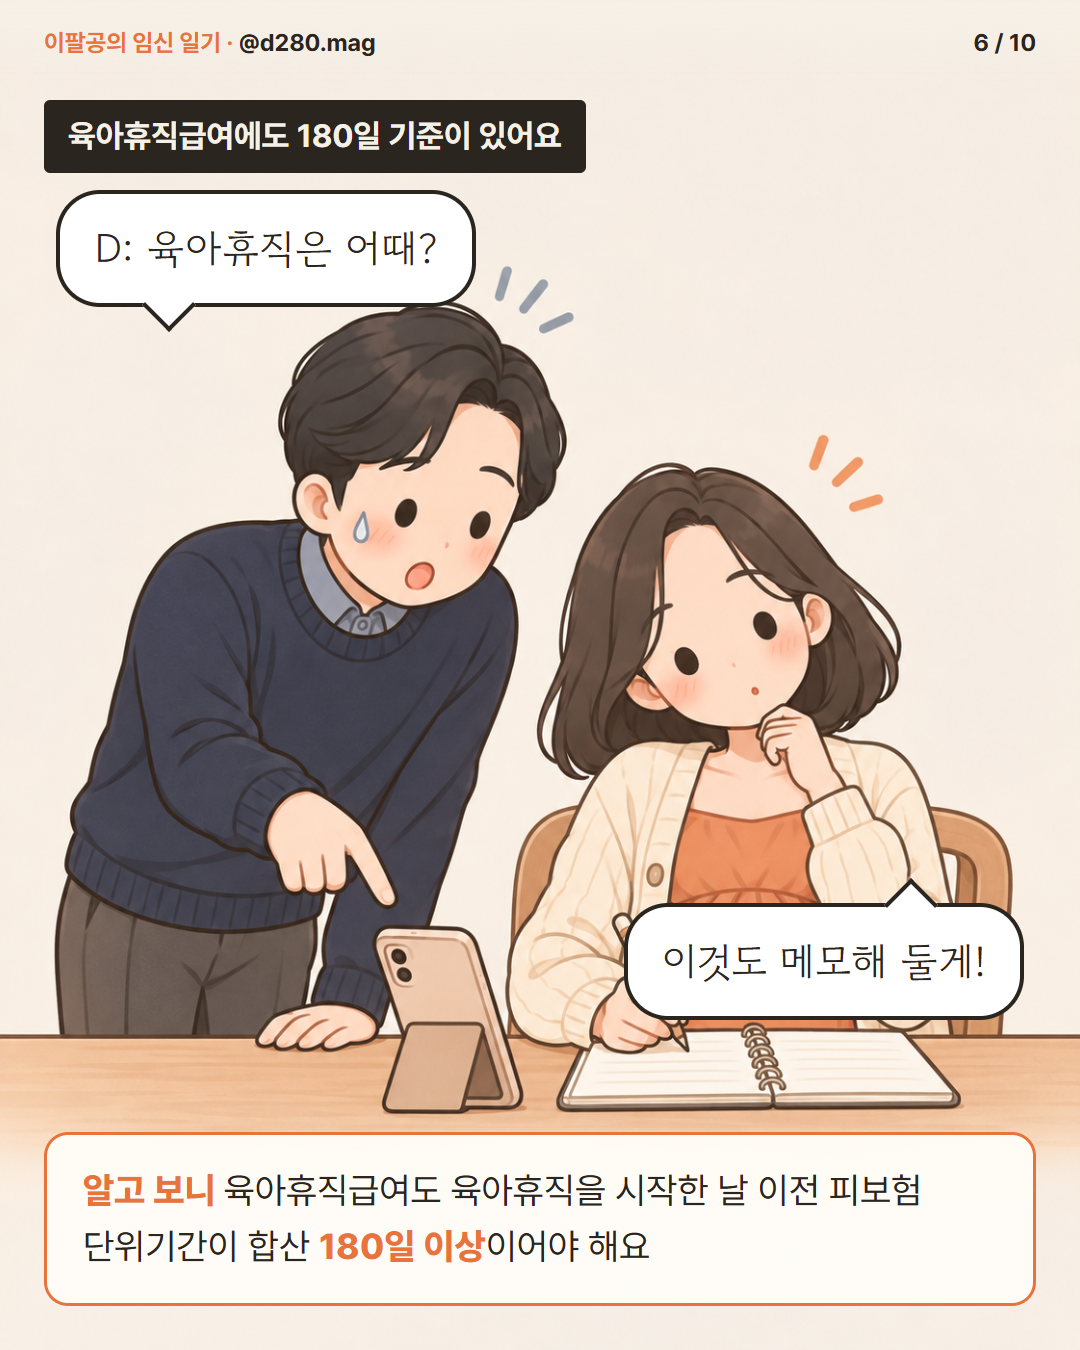 이팔공의 임신 일기 · @d280.mag
6 / 10
육아휴직급여에도 180일 기준이 있어요
D: 육아휴직은 어때?
이것도 메모해 둘게!
알고 보니 육아휴직급여도 육아휴직을 시작한 날 이전 피보험
단위기간이 합산 180일 이상이어야 해요